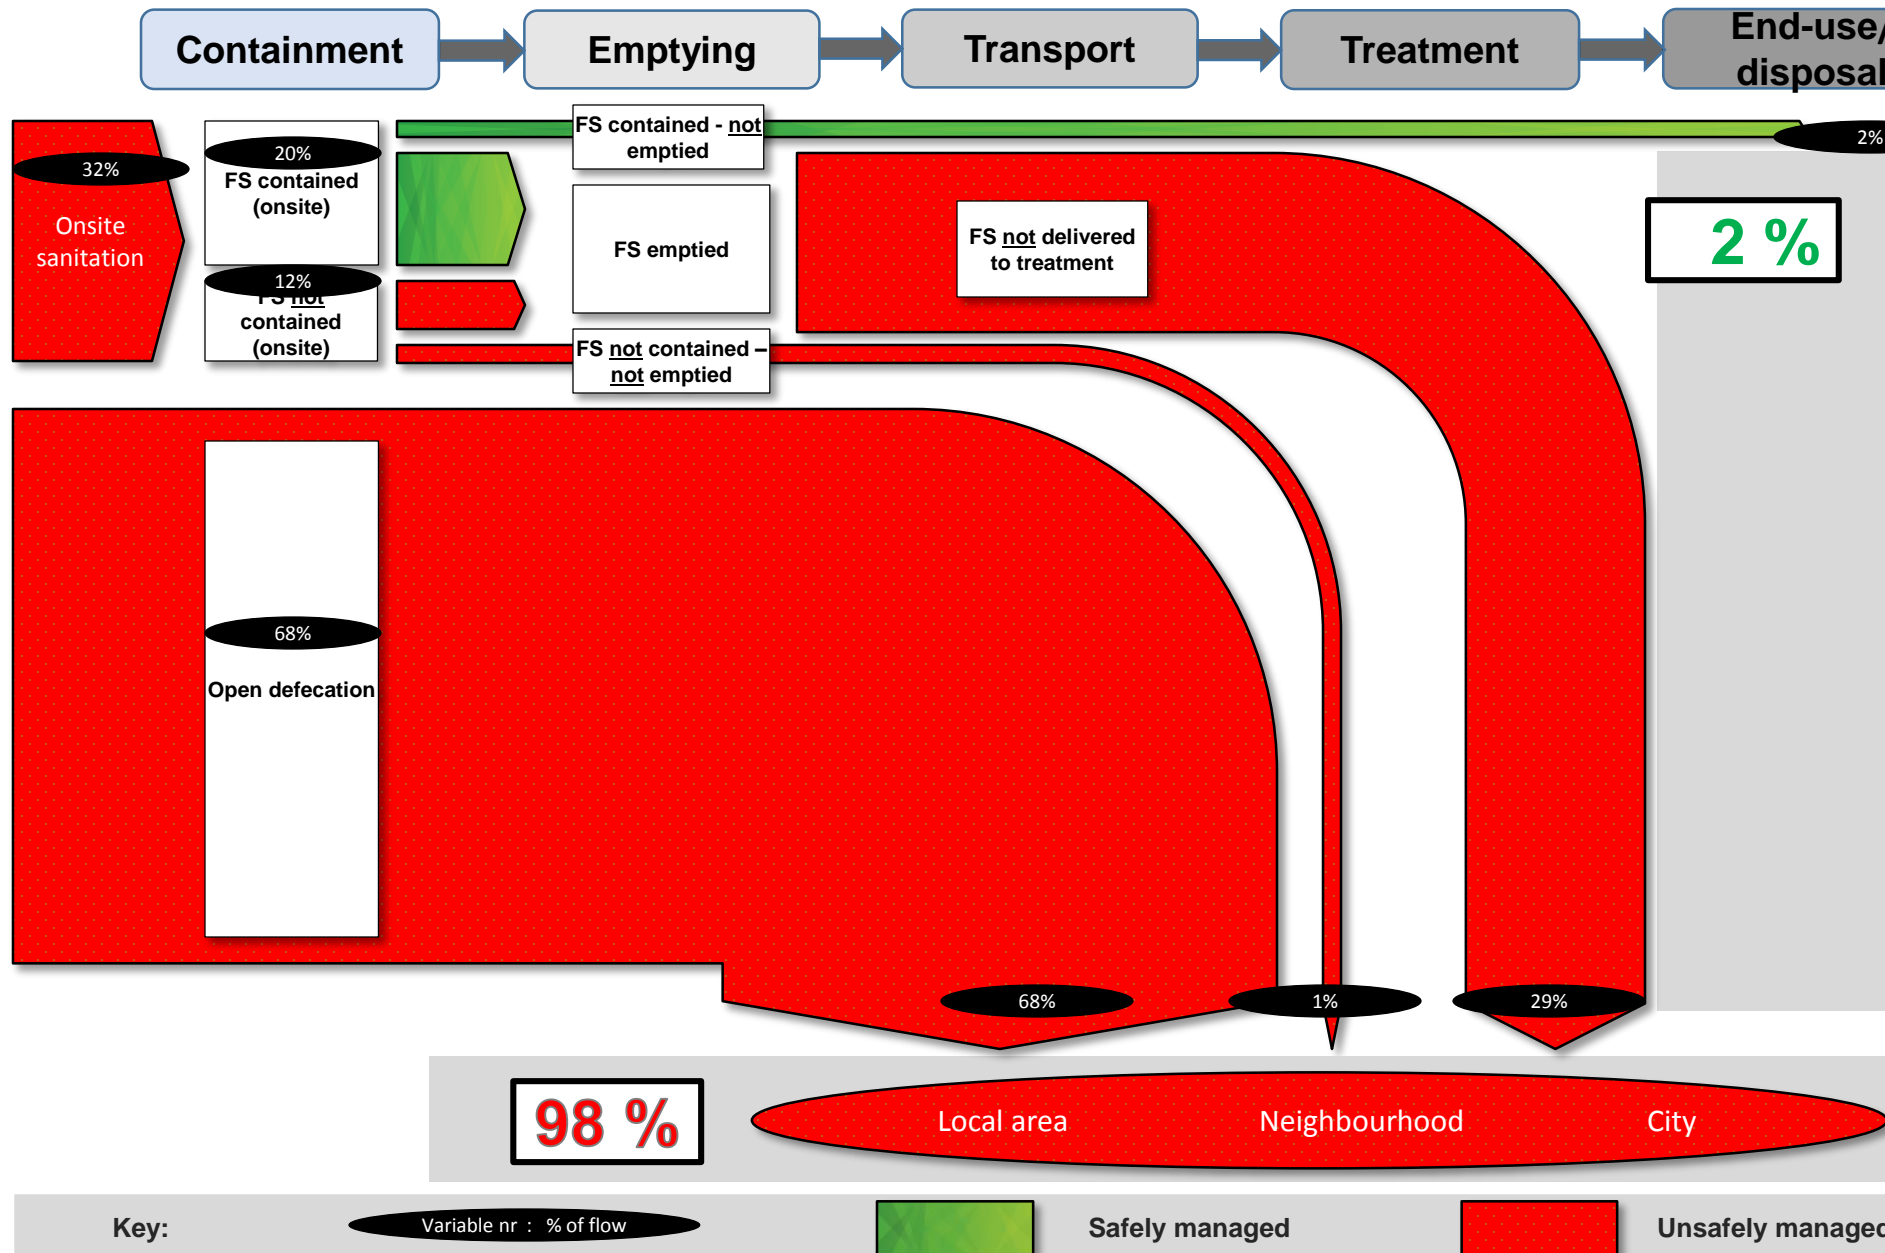 Containment
Emptying
Transport
Treatment
End-use/
disposal
32%
Onsite
sanitation
20%
FS contained
(onsite)
12%
FS not
contained
(onsite)
FS contained - not
emptied
FS emptied
FS not contained –
not emptied
FS not delivered
to treatment
2%
2 %
68%
Open defecation
68%
1%
29%
98 %
Local area
Neighbourhood
City
Key:
Variable nr : % of flow
Safely managed
Unsafely managed